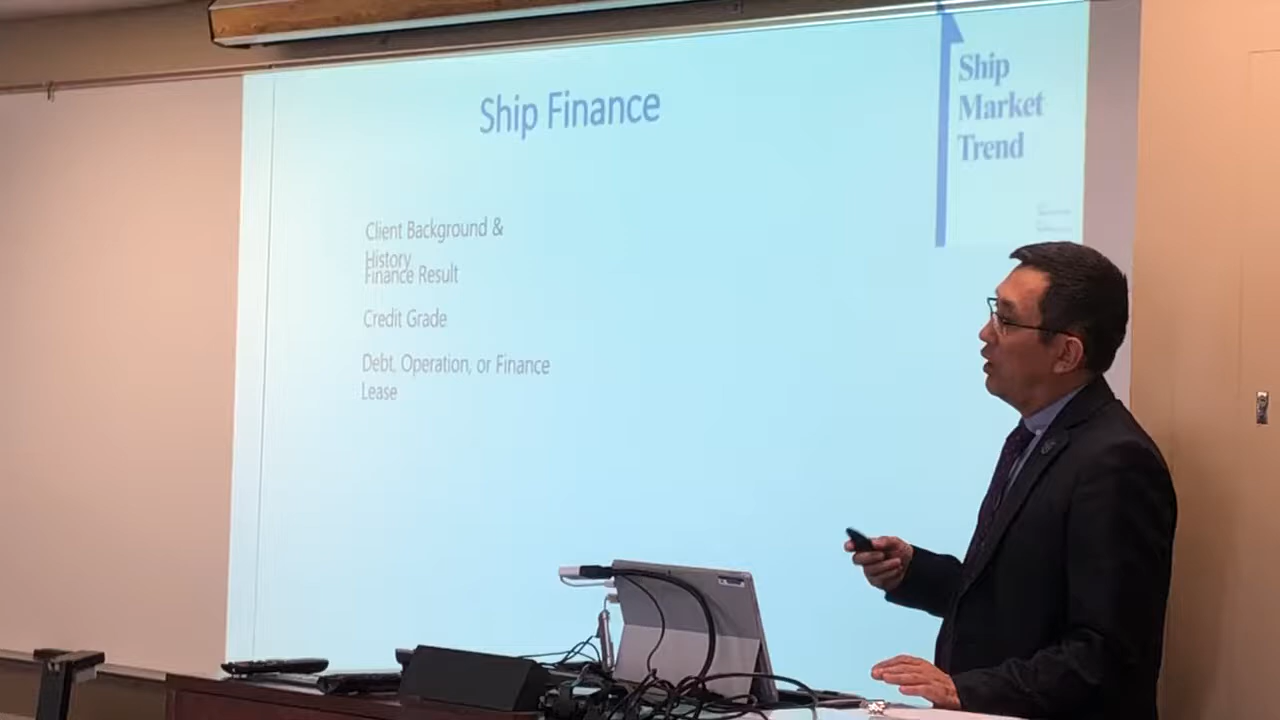 Ship Finance
Ship
Market
Trend
Client Background &
History
Finance Result
Credit Grade
Debt, Operation, or Finance
Lease